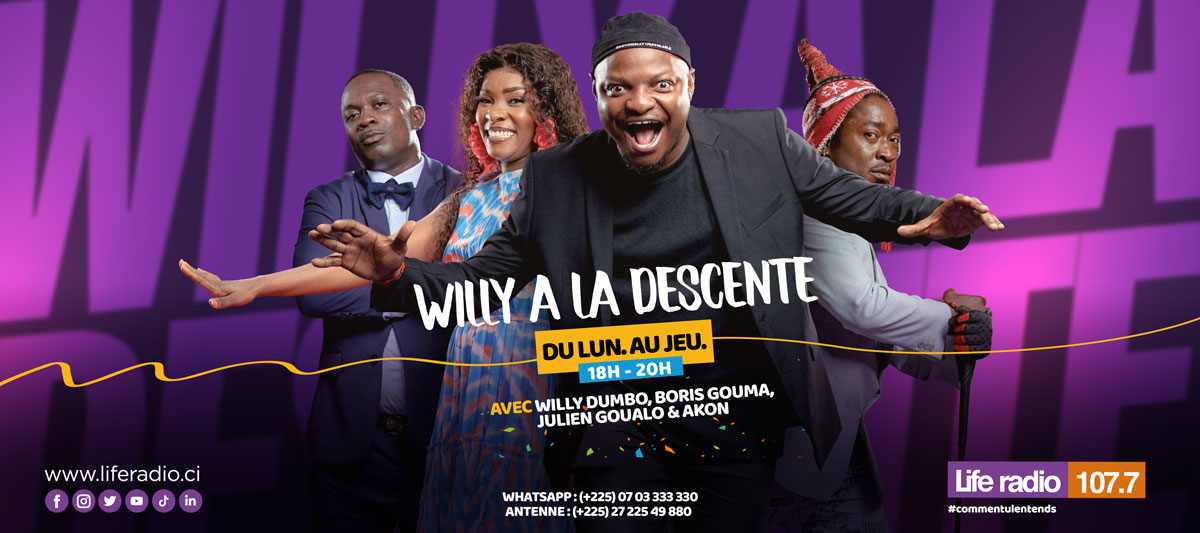 WILLY A LA DESCENTE
DU LUN. AU JEU.
18H - 20H
AVEC WILLY DUMBO, BORIS GOUMA,
JULIEN GOUALO & AKON
www.liferadio.ci
WHATSAPP : (+225) 07 03 333 330
ANTENNE : (+225) 27 225 49 880
Life radio 107.7
#commentulentends